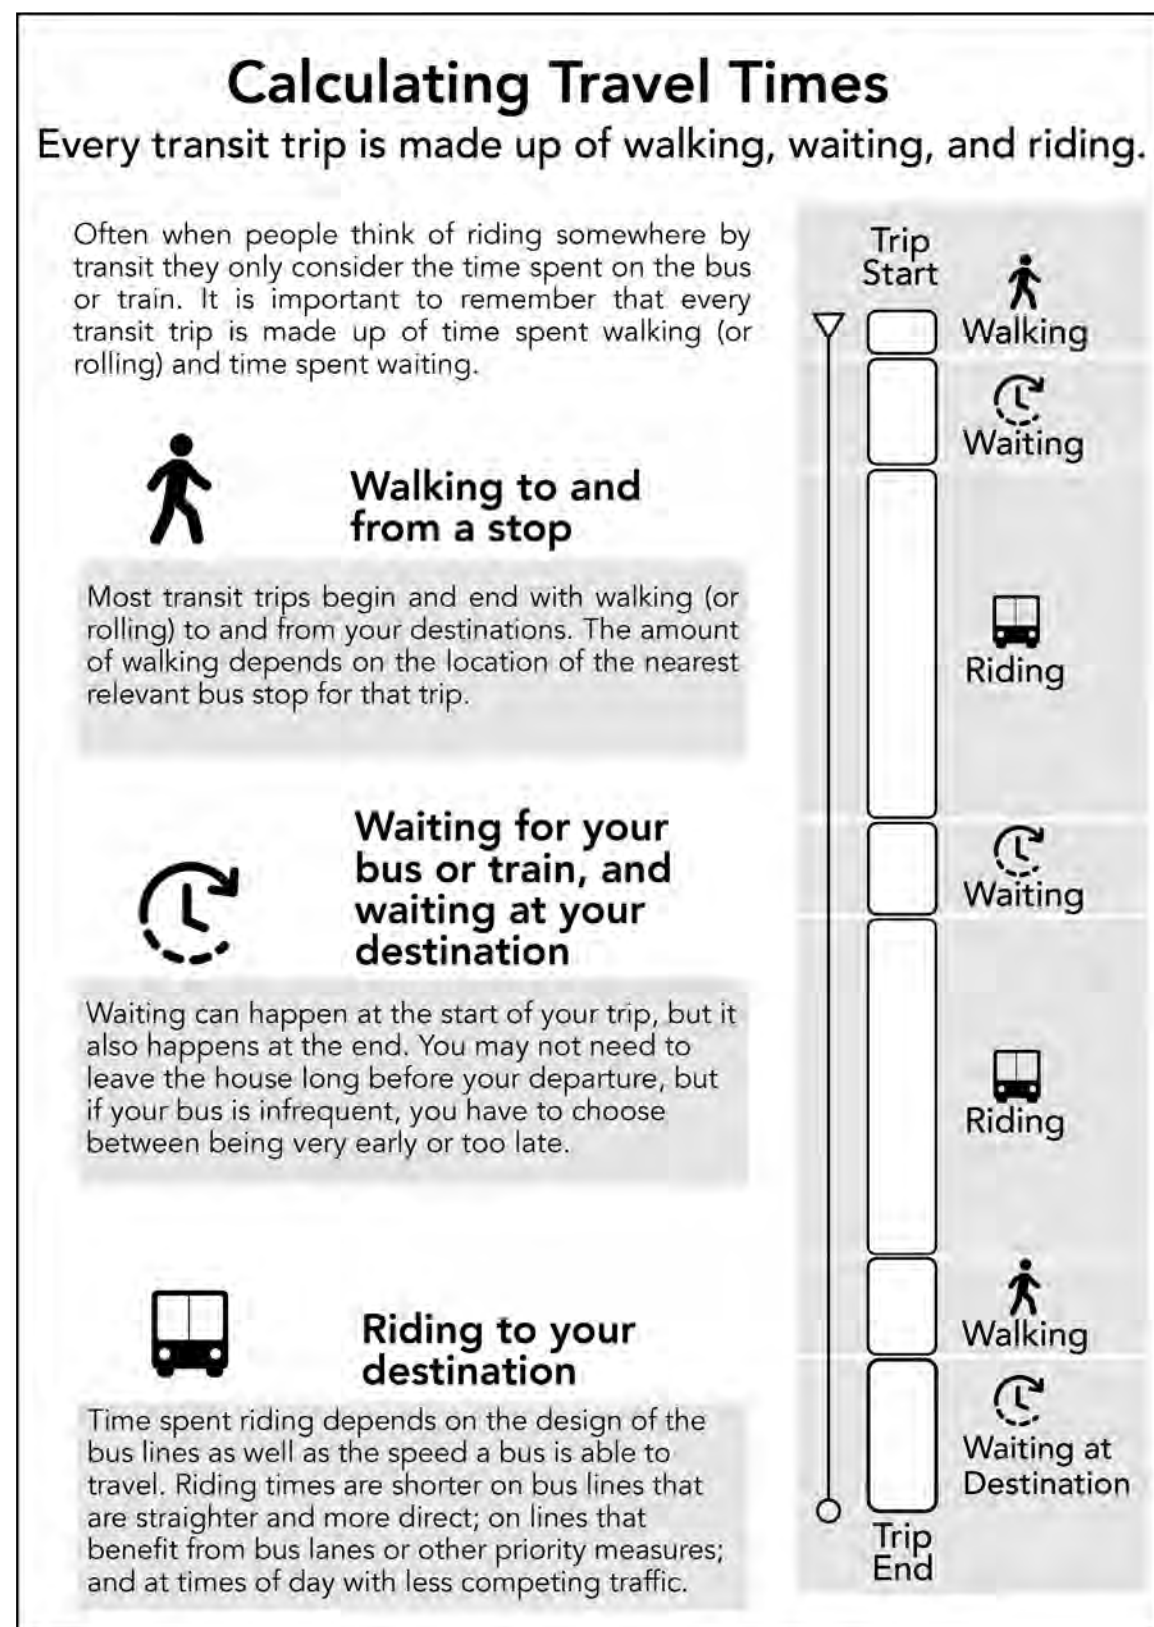 Calculating Travel Times
Every transit trip is made up of walking, waiting, and riding.
Often when people think of riding somewhere by
transit they only consider the time spent on the bus
or train. It is important to remember that every
transit trip is made up of time spent walking (or
rolling) and time spent waiting.
Walking to and
from a stop
Most transit trips begin and end with walking (or
rolling) to and from your destinations. The amount
of walking depends on the location of the nearest
relevant bus stop for that trip.
Waiting for your
bus or train, and
waiting at your
destination
Waiting can happen at the start of your trip, but it
also happens at the end. You may not need to
leave the house long before your departure, but
if your bus is infrequent, you have to choose
between being very early or too late.
Riding to your
destination
Time spent riding depends on the design of the
bus lines as well as the speed a bus is able to
travel. Riding times are shorter on bus lines that
are straighter and more direct; on lines that
benefit from bus lanes or other priority measures;
and at times of day with less competing traffic.
Trip
Start
Walking
Waiting
Riding
Waiting
Riding
Walking
Waiting at
Destination
Trip
End